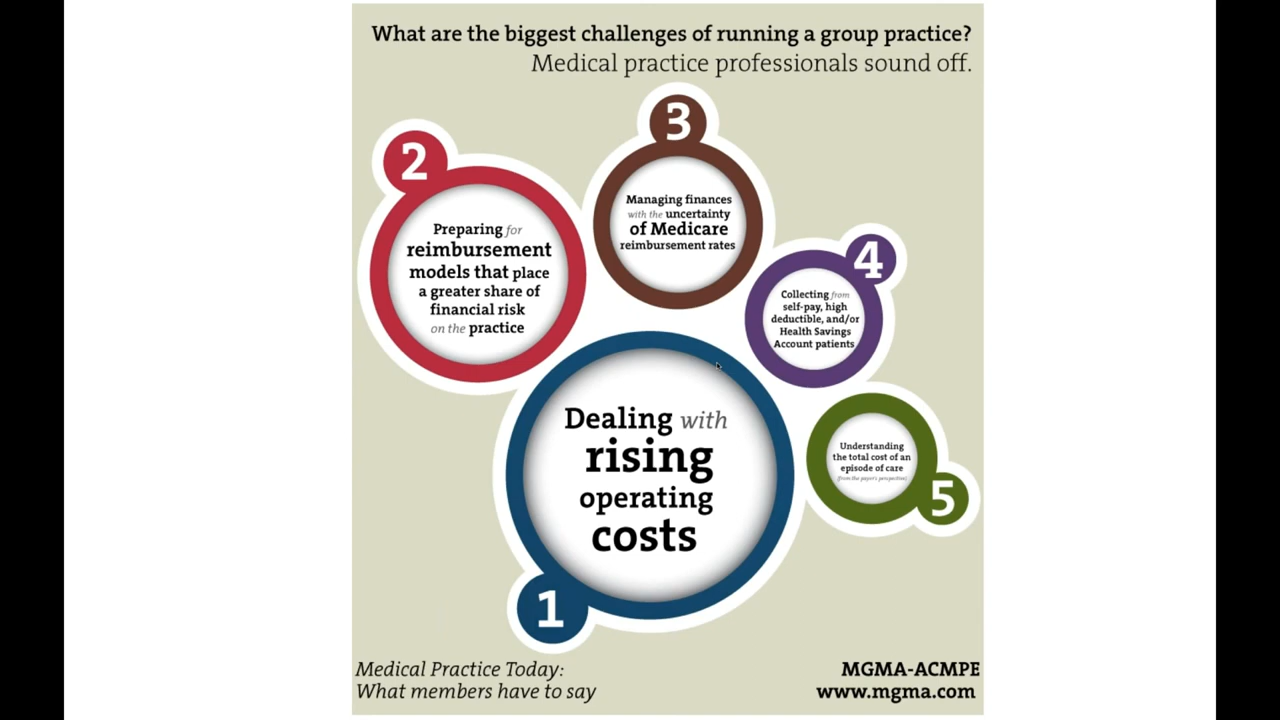 What are the biggest challenges of running a group practice?
Medical practice professionals sound off.
1
Dealing with
rising
operating
costs
2
Preparing for
reimbursement
models that place
a greater share of
financial risk
on the practice
3
Managing finances
with the uncertainty
of Medicare
reimbursement rates
4
Collecting from
self-pay, high
deductible, and/or
Health Savings
Account patients
5
Understanding
the total cost of an
episode of care
(from the payer's perspective)
Medical Practice Today:
What members have to say
MGMA-ACMPE
www.mgma.com